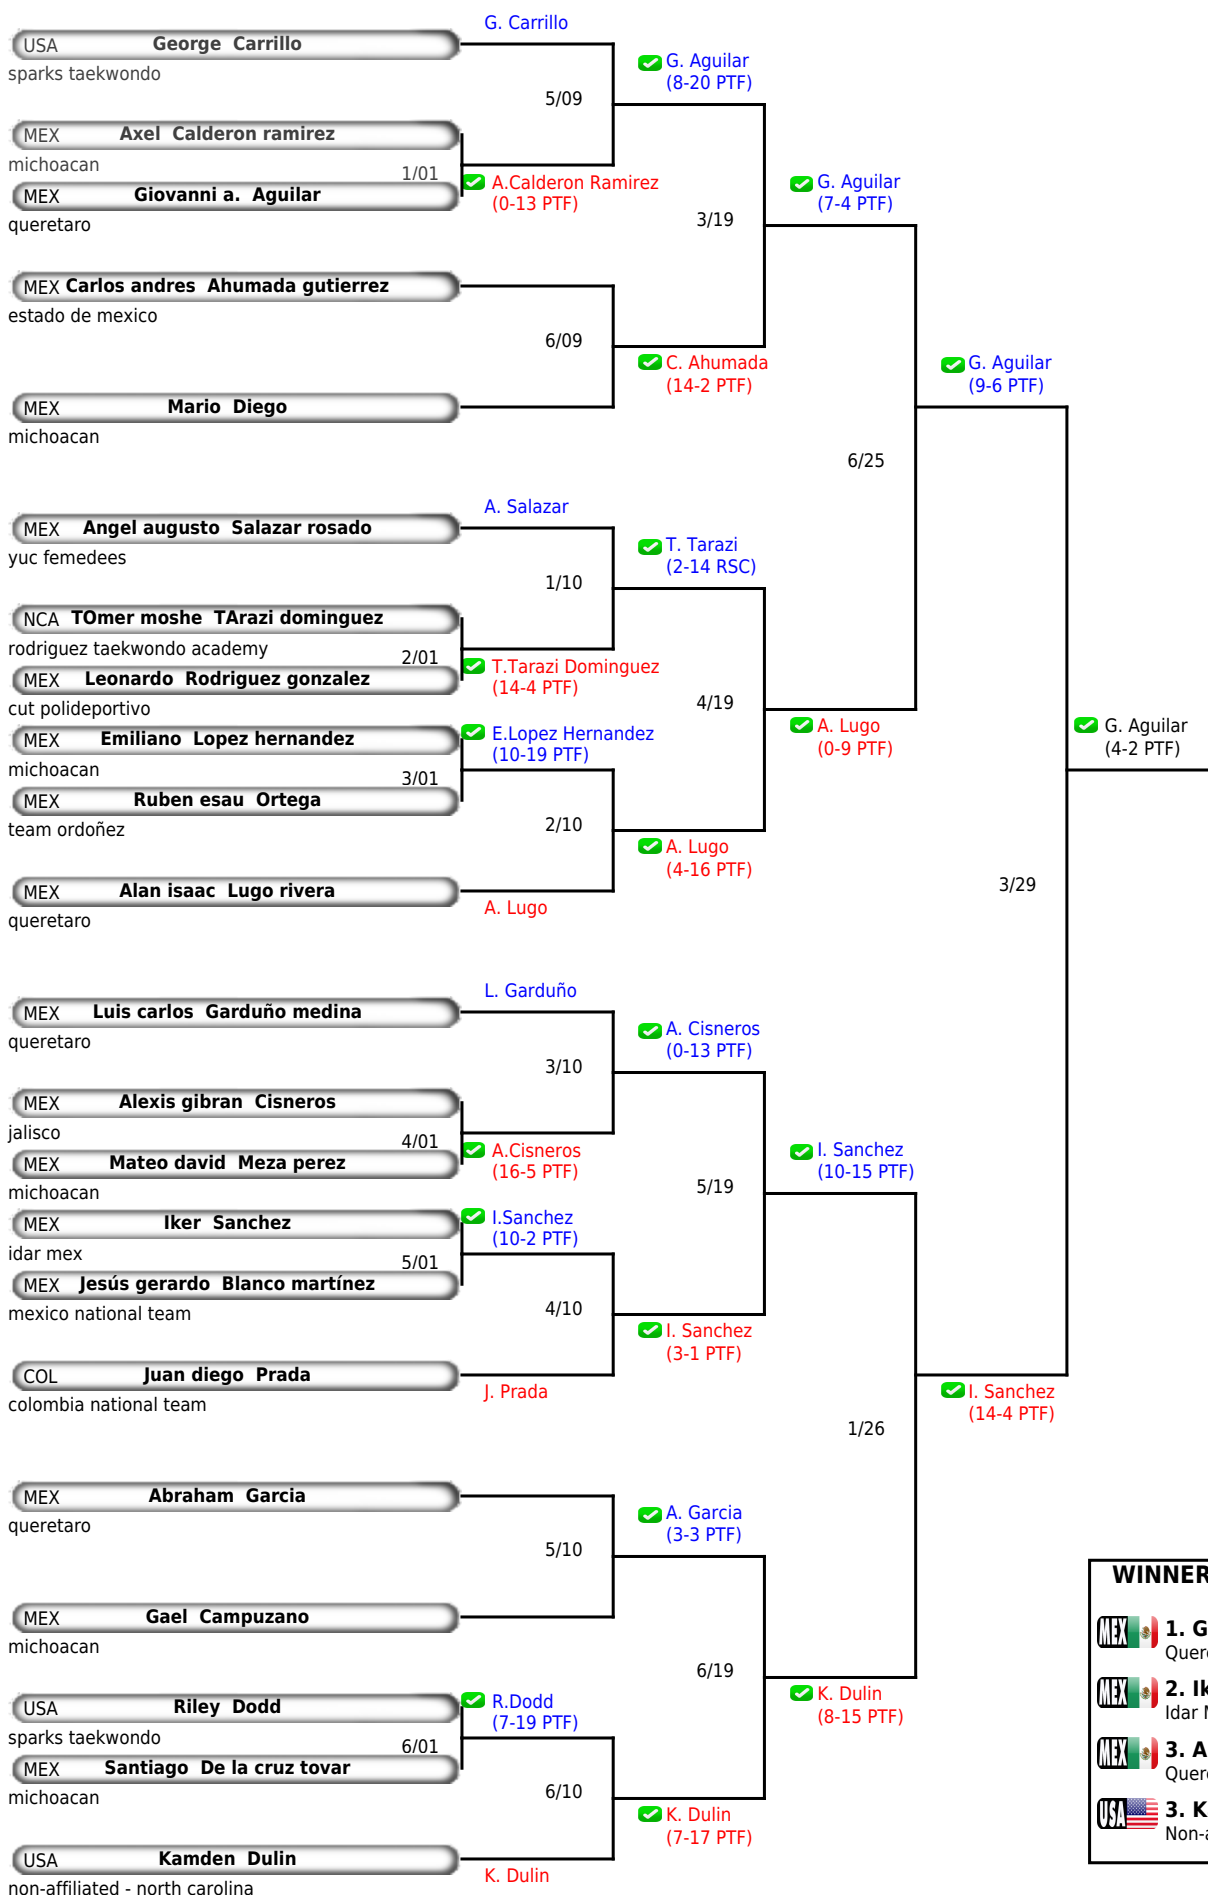 G. Carrillo
USA George Carrillo
sparks taekwondo
G. Aguilar
(8-20 PTF)
5/09
MEX Axel Calderon ramirez
michoacan
1/01
A.Calderon Ramirez
(0-13 PTF)
MEX Giovanni a. Aguilar
queretaro
G. Aguilar
(7-4 PTF)
3/19
MEX Carlos andres Ahumada gutierrez
estado de mexico
6/09
C. Ahumada
(14-2 PTF)
G. Aguilar
(9-6 PTF)
MEX Mario Diego
michoacan
6/25
A. Salazar
MEX Angel augusto Salazar rosado
yuc femedees
T. Tarazi
(2-14 RSC)
1/10
NCA TOmer moshe TArazi dominguez
rodriguez taekwondo academy
2/01
T.Tarazi Dominguez
(14-4 PTF)
MEX Leonardo Rodriguez gonzalez
cut polideportivo
4/19
MEX Emiliano Lopez hernandez
michoacan
E.Lopez Hernandez
(10-19 PTF)
A. Lugo
(0-9 PTF)
G. Aguilar
(4-2 PTF)
3/01
MEX Ruben esau Ortega
team ordoñez
2/10
A. Lugo
(4-16 PTF)
MEX Alan isaac Lugo rivera
queretaro
A. Lugo
3/29
L. Garduño
MEX Luis carlos Garduño medina
queretaro
A. Cisneros
(0-13 PTF)
3/10
MEX Alexis gibran Cisneros
jalisco
4/01
A.Cisneros
(16-5 PTF)
MEX Mateo david Meza perez
michoacan
I. Sanchez
(10-15 PTF)
5/19
MEX Iker Sanchez
idar mex
I.Sanchez
(10-2 PTF)
5/01
MEX Jesús gerardo Blanco martínez
mexico national team
4/10
I. Sanchez
(3-1 PTF)
COL Juan diego Prada
colombia national team
J. Prada
I. Sanchez
(14-4 PTF)
1/26
MEX Abraham Garcia
queretaro
A. Garcia
(3-3 PTF)
5/10
MEX Gael Campuzano
michoacan
6/19
USA Riley Dodd
sparks taekwondo
R.Dodd
(7-19 PTF)
K. Dulin
(8-15 PTF)
6/01
MEX Santiago De la cruz tovar
michoacan
6/10
K. Dulin
(7-17 PTF)
USA Kamden Dulin
non-affiliated - north carolina
K. Dulin
WINNER
MEX 1. G
Quer
MEX 2. Ik
Idar
MEX 3. A
Quer
USA 3. K
Non-a